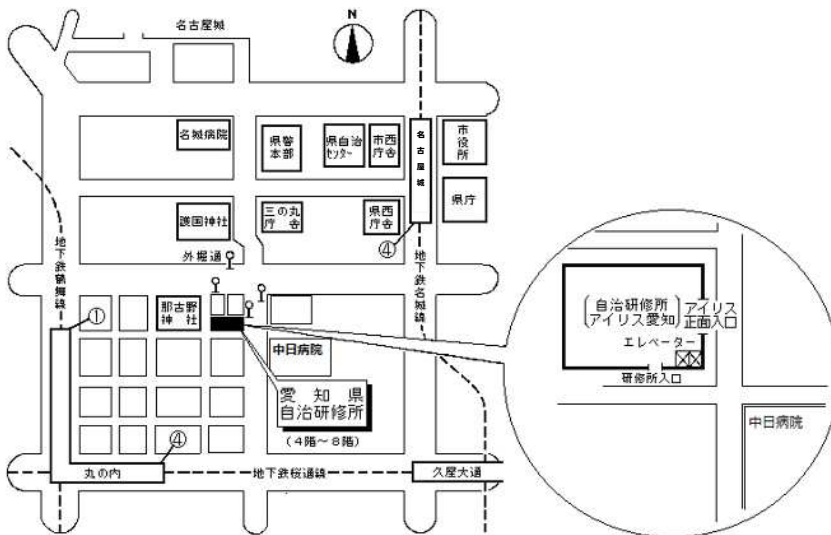 名古屋城
N
名城病院
県警
本部
県自治
センター
市西
庁舎
名古屋城
市役所
護国神社
三の丸
庁舎
県西
庁舎
県庁
④
外堀通
地下鉄鶴舞線
地下鉄名城線
①
那古野
神社
中日病院
愛知県
自治研修所
(4階～8階)
④
丸の内
地下鉄桜通線
久屋大通
自治研修所
アイリス愛知
アイリス
正面入口
エレベーター
研修所入口
中日病院